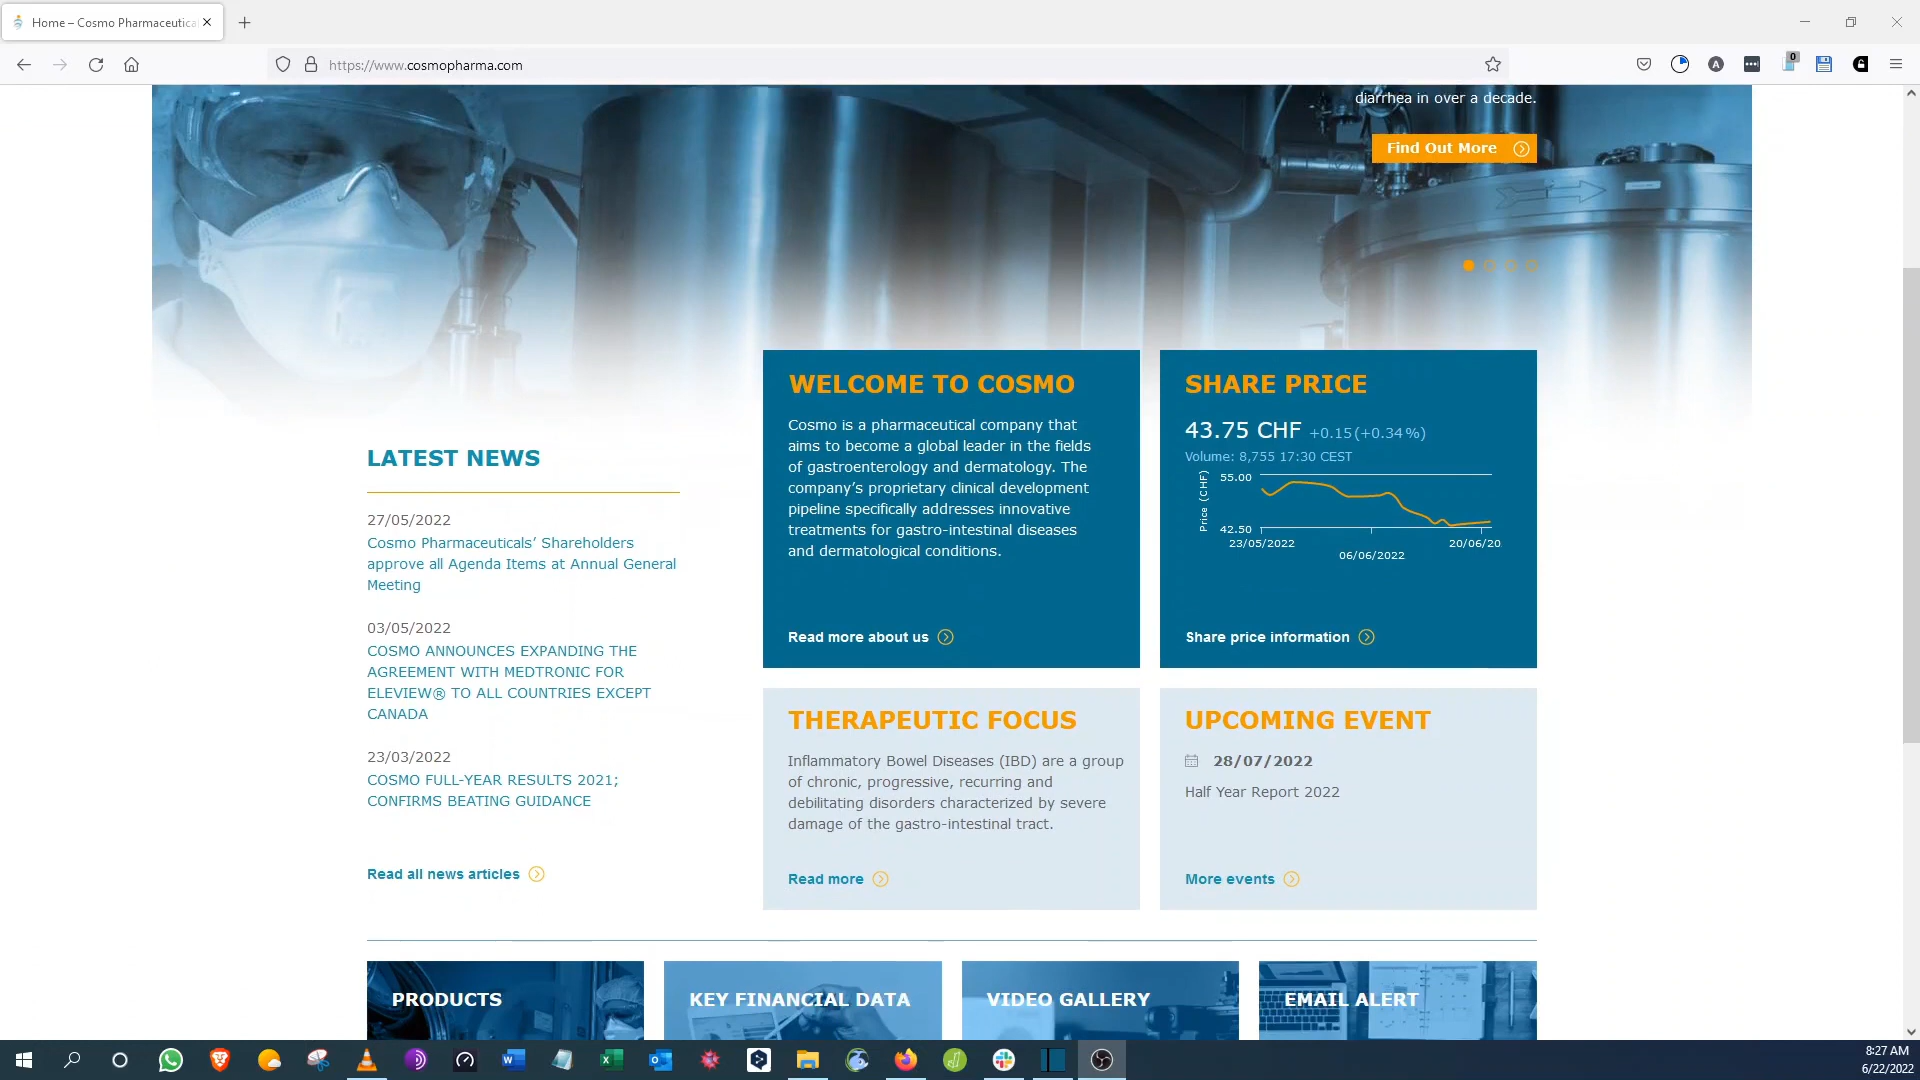 Home – Cosmo Pharmaceutica
https://www.cosmopharma.com
0
diarrhea in over a decade.
Find Out More
WELCOME TO COSMO
Cosmo is a pharmaceutical company that
aims to become a global leader in the fields
of gastroenterology and dermatology. The
company’s proprietary clinical development
pipeline specifically addresses innovative
treatments for gastro-intestinal diseases
and dermatological conditions.
Read more about us
SHARE PRICE
43.75 CHF +0.15(+0.34%)
Volume: 8,755 17:30 CEST
Price (CHF)
55.00
42.50
23/05/2022
06/06/2022
20/06/20
Share price information
LATEST NEWS
27/05/2022
Cosmo Pharmaceuticals’ Shareholders
approve all Agenda Items at Annual General
Meeting
03/05/2022
COSMO ANNOUNCES EXPANDING THE
AGREEMENT WITH MEDTRONIC FOR
ELEVIEW® TO ALL COUNTRIES EXCEPT
CANADA
23/03/2022
COSMO FULL-YEAR RESULTS 2021;
CONFIRMS BEATING GUIDANCE
Read all news articles
THERAPEUTIC FOCUS
Inflammatory Bowel Diseases (IBD) are a group
of chronic, progressive, recurring and
debilitating disorders characterized by severe
damage of the gastro-intestinal tract.
Read more
UPCOMING EVENT
28/07/2022
Half Year Report 2022
More events
PRODUCTS
KEY FINANCIAL DATA
VIDEO GALLERY
EMAIL ALERT
8:27 AM
6/22/2022